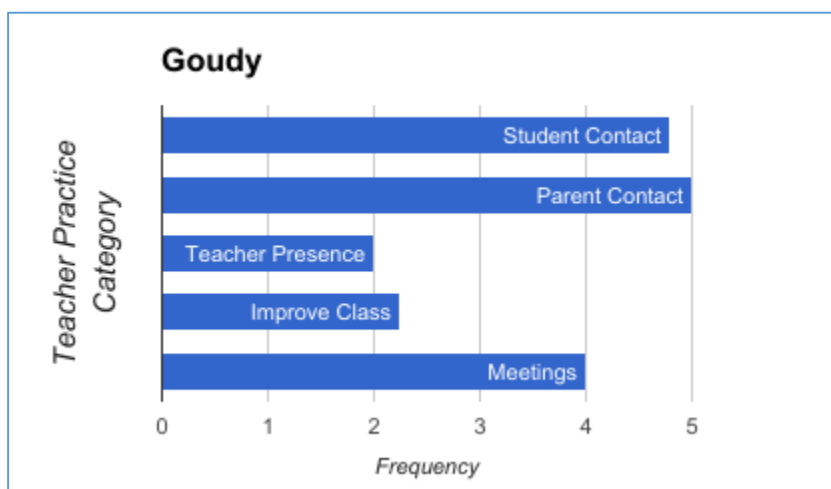 Goudy
Teacher Practice
Category
Student Contact
Parent Contact
Teacher Presence
Improve Class
Meetings
0 1 2 3 4 5
Frequency